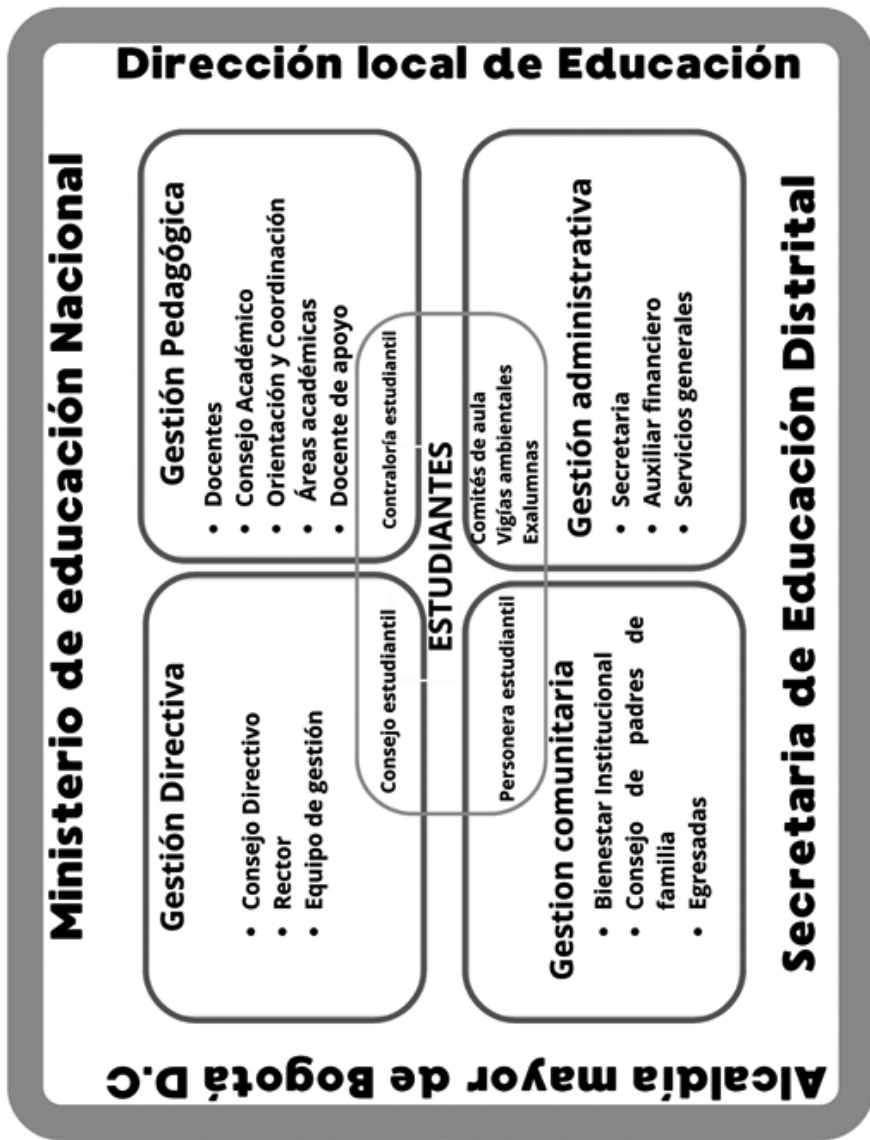 Ministerio de educación Nacional
Dirección local de Educación
Alcaldía mayor de Bogotá D.C
Secretaria de Educación Distrital
Gestión Directiva
• Consejo Directivo
• Rector
• Equipo de gestión
Consejo estudiantil
Gestión Pedagógica
• Docentes
• Consejo Académico
• Orientación y Coordinación
• Áreas académicas
• Docente de apoyo
Contraloría estudiantil
ESTUDIANTES
Personera estudiantil
Gestion comunitaria
• Bienestar Institucional
• Consejo de padres de
familia
• Egresadas
Comités de aula
Vigías ambientales
Exalumnas
Gestión administrativa
• Secretaria
• Auxiliar financiero
• Servicios generales